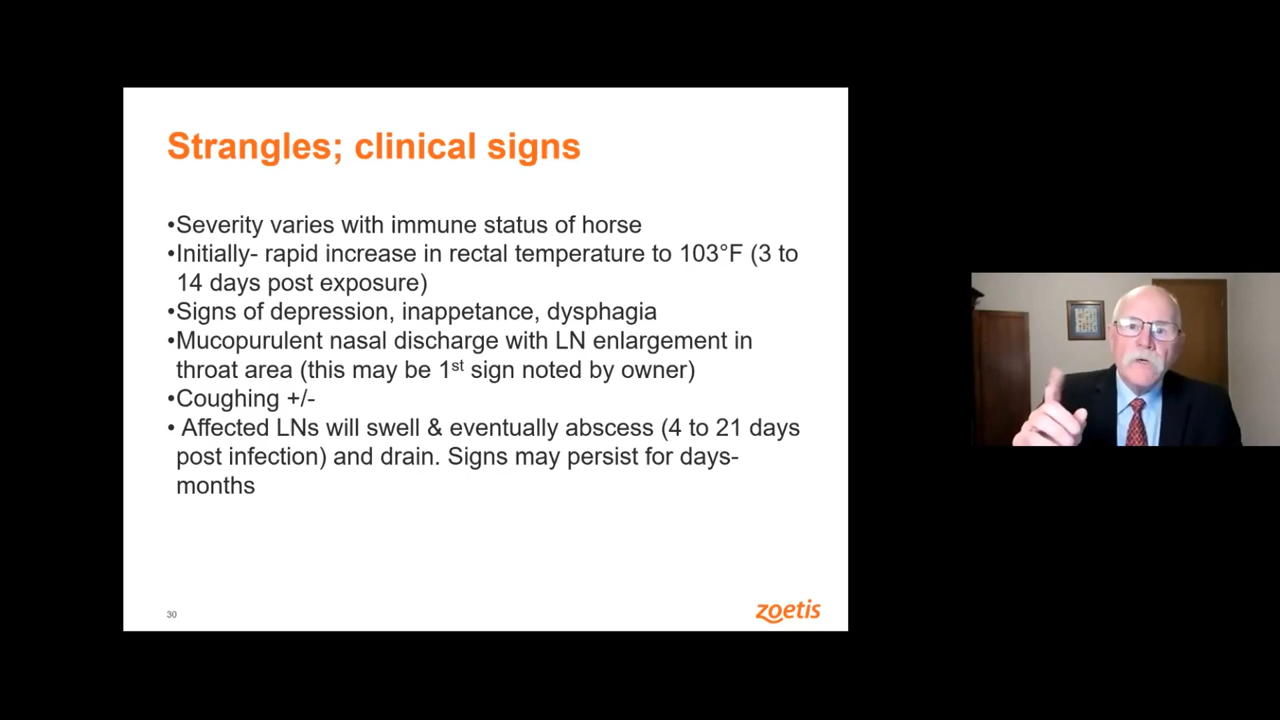 Strangles; clinical signs
•Severity varies with immune status of horse
•Initially- rapid increase in rectal temperature to 103°F (3 to
14 days post exposure)
•Signs of depression, inappetance, dysphagia
•Mucopurulent nasal discharge with LN enlargement in
throat area (this may be 1st sign noted by owner)
•Coughing +/-
• Affected LNs will swell & eventually abscess (4 to 21 days
post infection) and drain. Signs may persist for days-
months
30
zoetis